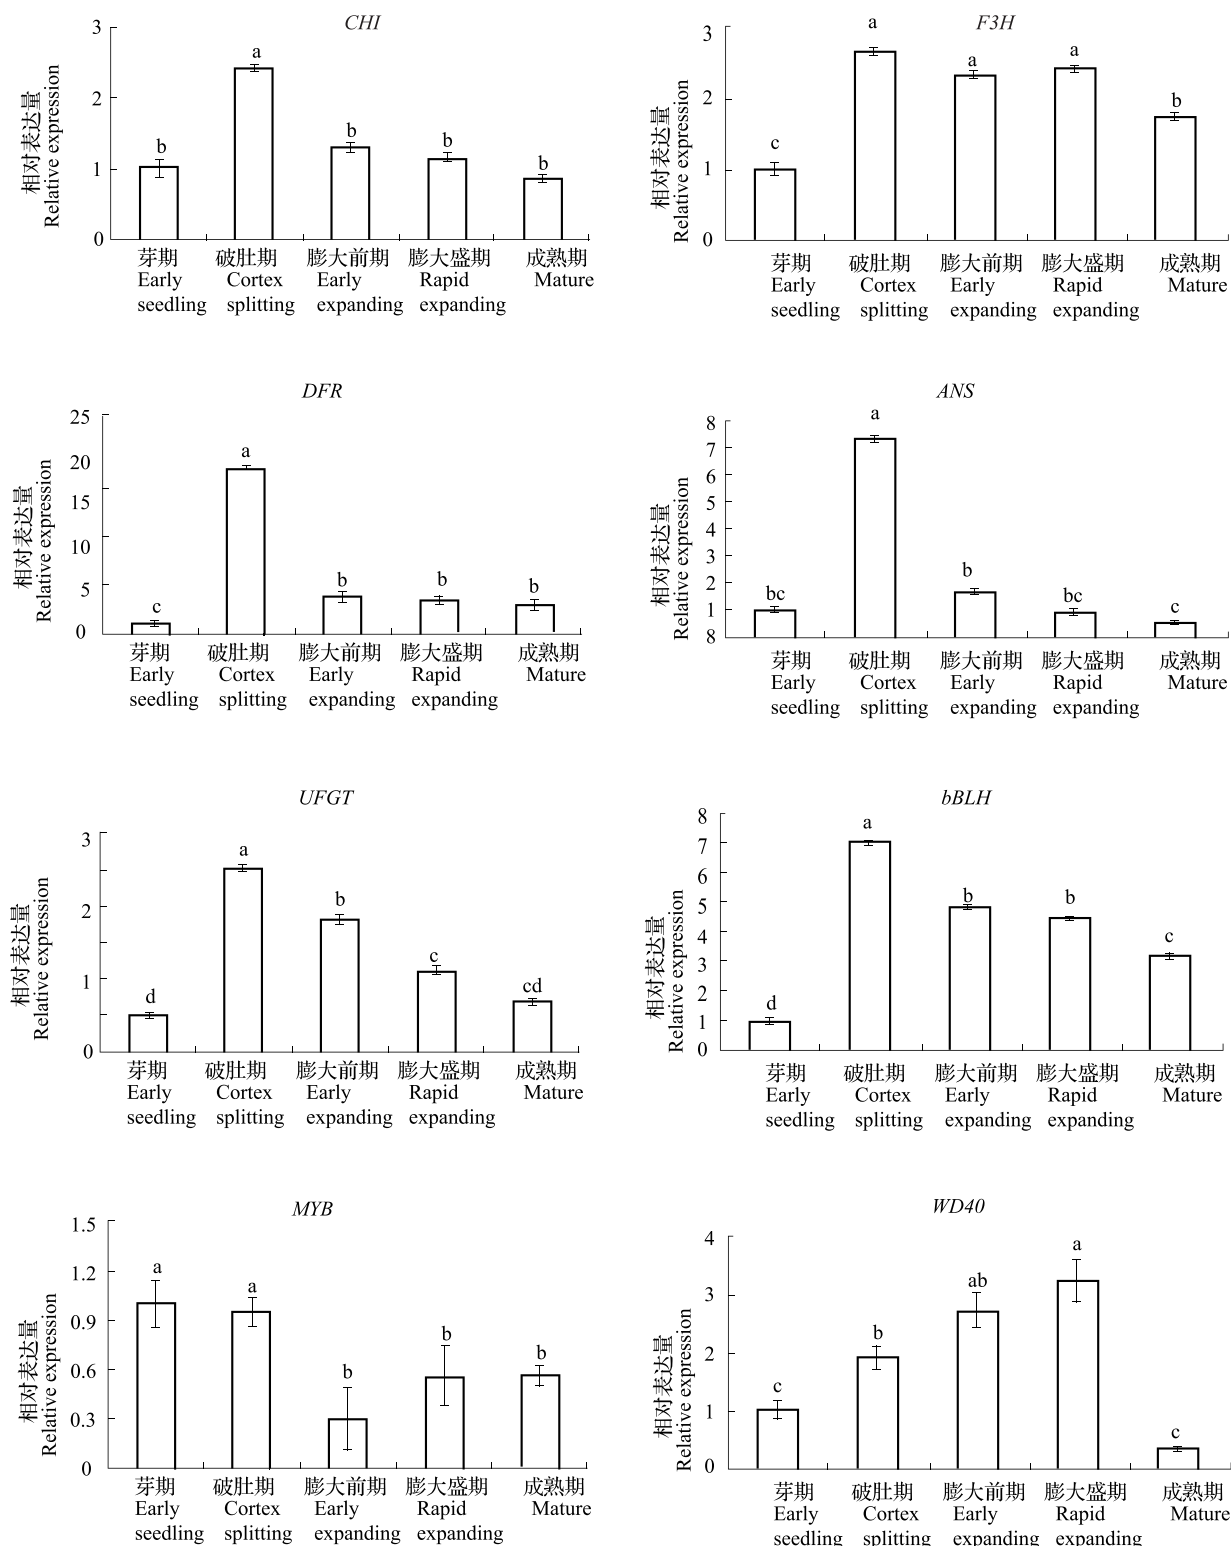 CHI
3
2
1
0
相对表达量
Relative expression
a
b
b
b
b
芽期 破肚期 膨大前期 膨大盛期 成熟期
Early Cortex Early Rapid Mature
seedling splitting expanding expanding
F3H
3
2
1
0
相对表达量
Relative expression
a
a
a
b
c
芽期 破肚期 膨大前期 膨大盛期 成熟期
Early Cortex Early Rapid Mature
seedling splitting expanding expanding
DFR
25
20
15
10
5
0
相对表达量
Relative expression
a
b
b
b
c
芽期 破肚期 膨大前期 膨大盛期 成熟期
Early Cortex Early Rapid Mature
seedling splitting expanding expanding
ANS
8
7
6
5
4
3
2
1
8
相对表达量
Relative expression
a
b
bc
bc
c
芽期 破肚期 膨大前期 膨大盛期 成熟期
Early Cortex Early Rapid Mature
seedling splitting expanding expanding
UFGT
3
2
1
0
相对表达量
Relative expression
a
b
c
cd
d
芽期 破肚期 膨大前期 膨大盛期 成熟期
Early Cortex Early Rapid Mature
seedling splitting expanding expanding
bBLH
8
7
6
5
4
3
2
1
0
相对表达量
Relative expression
a
b
b
c
d
芽期 破肚期 膨大前期 膨大盛期 成熟期
Early Cortex Early Rapid Mature
seedling splitting expanding expanding
MYB
1.5
1.2
0.9
0.6
0.3
0
相对表达量
Relative expression
a
a
b
b
b
芽期 破肚期 膨大前期 膨大盛期 成熟期
Early Cortex Early Rapid Mature
seedling splitting expanding expanding
WD40
4
3
2
1
0
相对表达量
Relative expression
a
ab
b
c
c
芽期 破肚期 膨大前期 膨大盛期 成熟期
Early Cortex Early Rapid Mature
seedling splitting expanding expanding